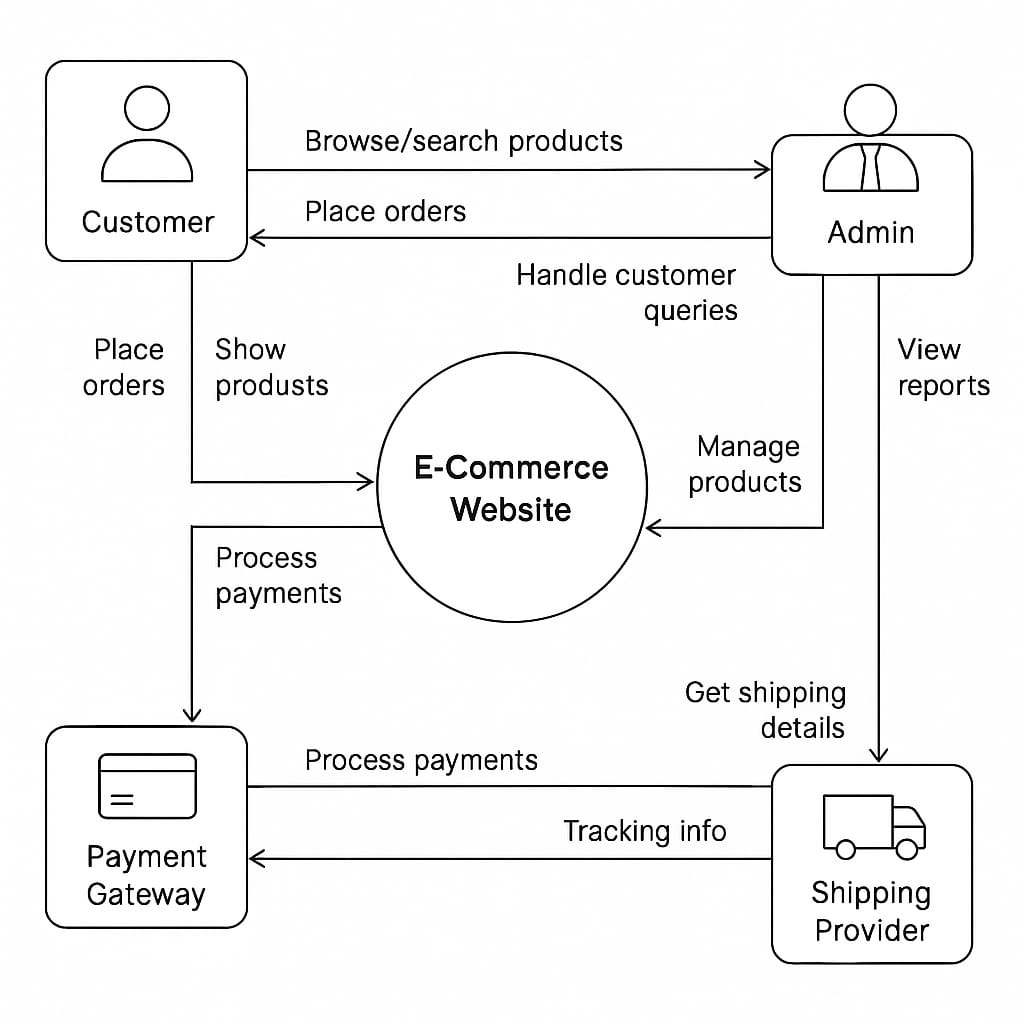 Browse/search products
Customer
Place orders
Admin
Handle customer
queries
Place
orders
Show
produsts
View
reports
E-Commerce
Website
Manage
products
Process
payments
Get shipping
details
Process payments
Tracking info
Payment
Gateway
Shipping
Provider